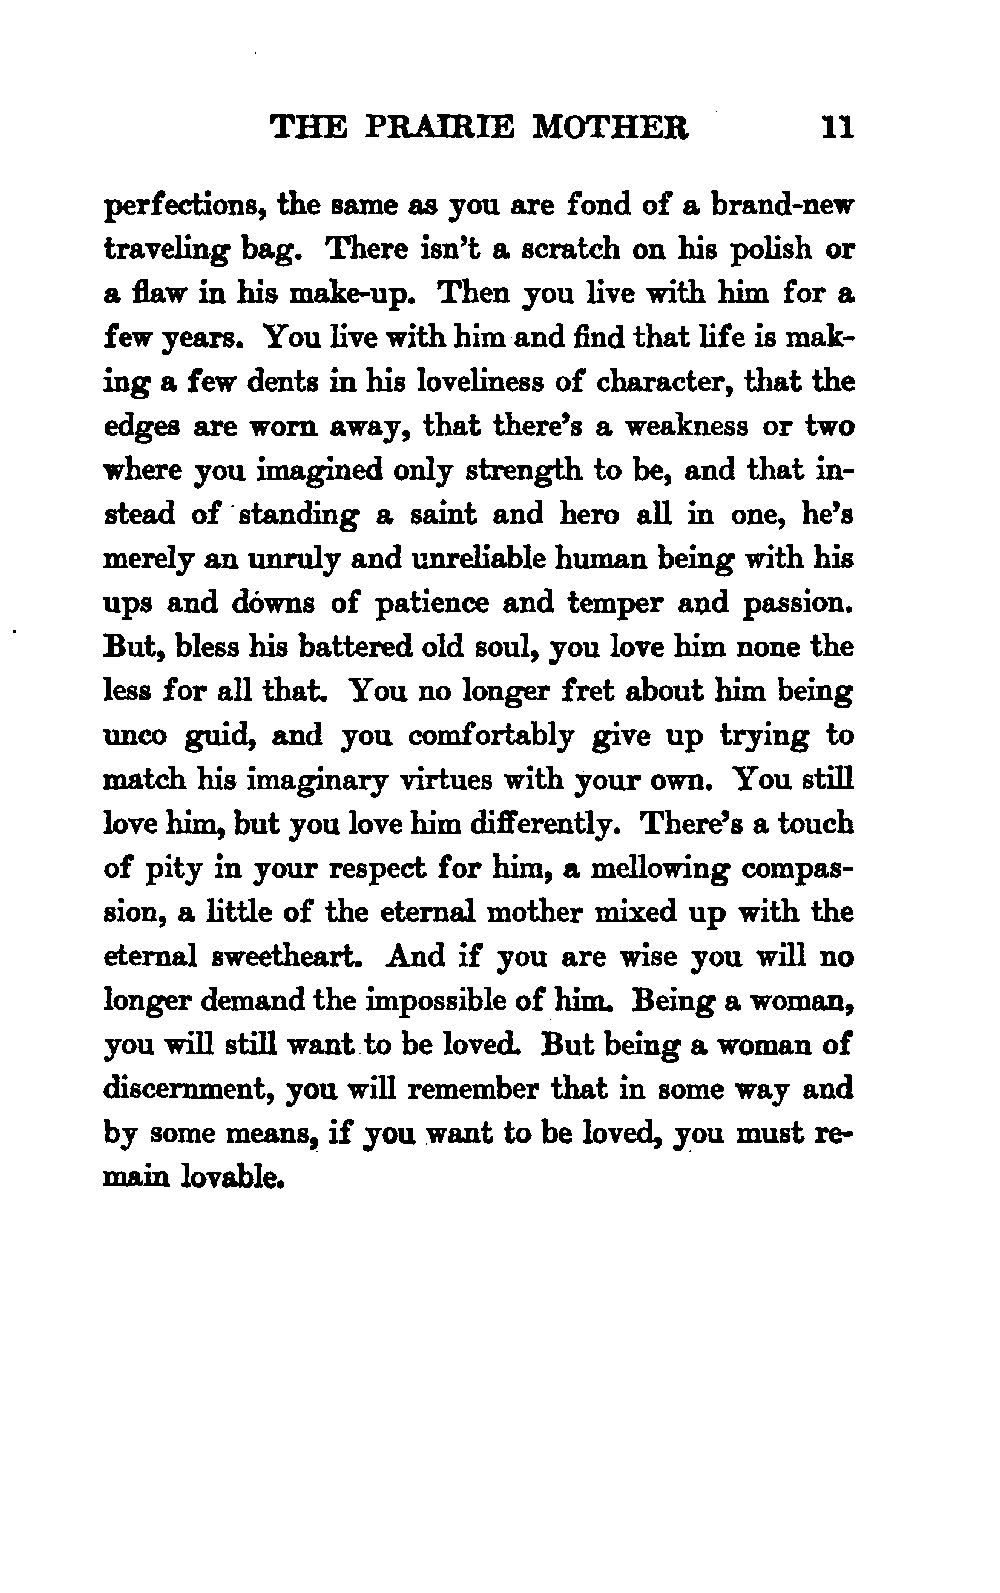 THE PRAIRIE MOTHER 11
perfections, the same as you are fond of a brand-new
traveling bag. There isn't a scratch on his polish or
a flaw in his make-up. Then you live with him for a
few years. You live with him and find that life is mak-
ing a few dents in his loveliness of character, that the
edges are worn away, that there's a weakness or two
where you imagined only strength to be, and that in-
stead of standing a saint and hero all in one, he's
merely an unruly and unreliable human being with his
ups and downs of patience and temper and passion.
But, bless his battered old soul, you love him none the
less for all that. You no longer fret about him being
unco guid, and you comfortably give up trying to
match his imaginary virtues with your own. You still
love him, but you love him differently. There's a touch
of pity in your respect for him, a mellowing compas-
sion, a little of the eternal mother mixed up with the
eternal sweetheart. And if you are wise you will no
longer demand the impossible of him. Being a woman,
you will still want to be loved. But being a woman of
discernment, you will remember that in some way and
by some means, if you want to be loved, you must re-
main lovable.